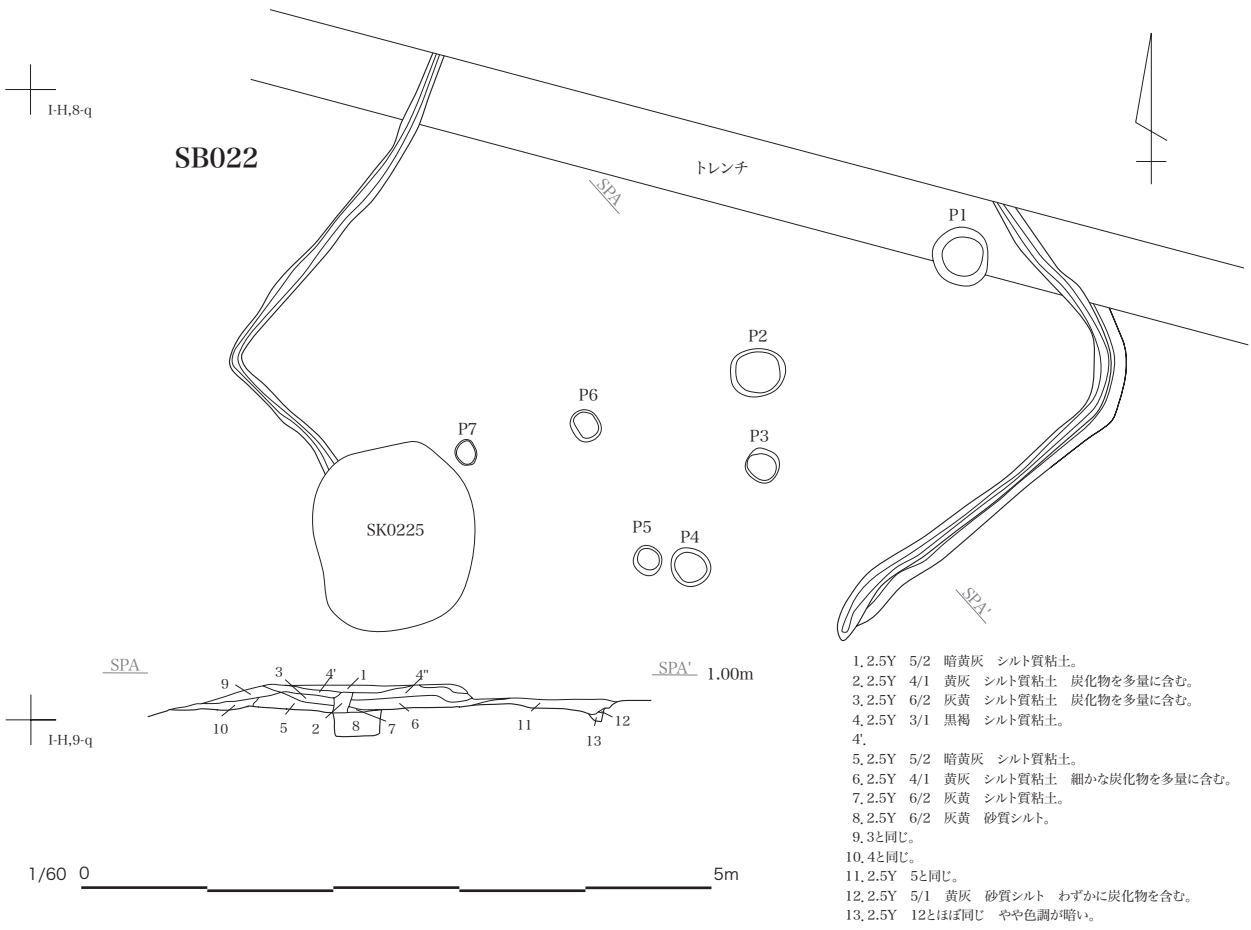 I-H,8-q
SB022
トレンチ
SPA
P1
P2
P6
P3
P7
SK0225
P5
P4
SPA'
SPA
SPA' 1.00m
3
4'
1
4"
9
10
5
2
8
7
6
11
12
13
I-H,9-q
1. 2.5Y 5/2 暗黄灰 シルト質粘土。
2. 2.5Y 4/1 黄灰 シルト質粘土 炭化物を多量に含む。
3. 2.5Y 6/2 灰黄 シルト質粘土 炭化物を多量に含む。
4. 2.5Y 3/1 黒褐 シルト質粘土。
4'.
5. 2.5Y 5/2 暗黄灰 シルト質粘土。
6. 2.5Y 4/1 黄灰 シルト質粘土 細かな炭化物を多量に含む。
7. 2.5Y 6/2 灰黄 シルト質粘土。
8. 2.5Y 6/2 灰黄 砂質シルト。
9. 3と同じ。
10. 4と同じ。
11. 2.5Y 5と同じ。
12. 2.5Y 5/1 黄灰 砂質シルト わずかに炭化物を含む。
13. 2.5Y 12とほぼ同じ やや色調が暗い。
1/60 0 5m